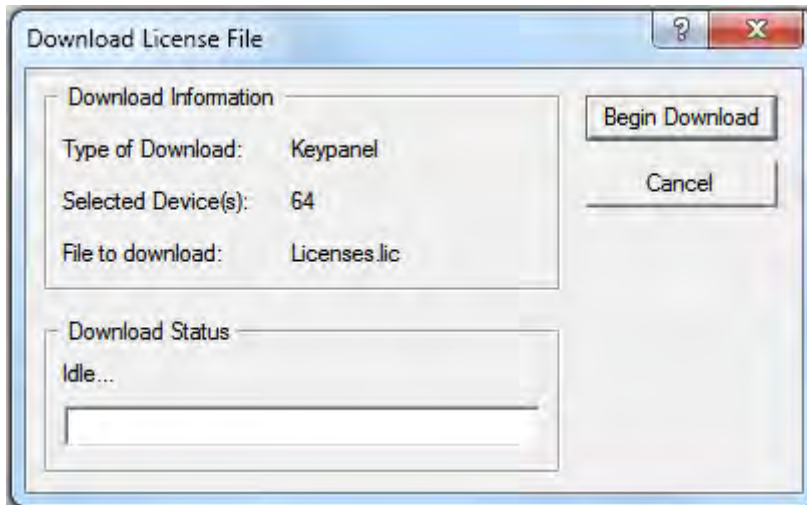 Download License File
Download Information
Type of Download: Keypanel
Selected Device(s): 64
File to download: Licenses.lic
Begin Download
Cancel
Download Status
Idle...